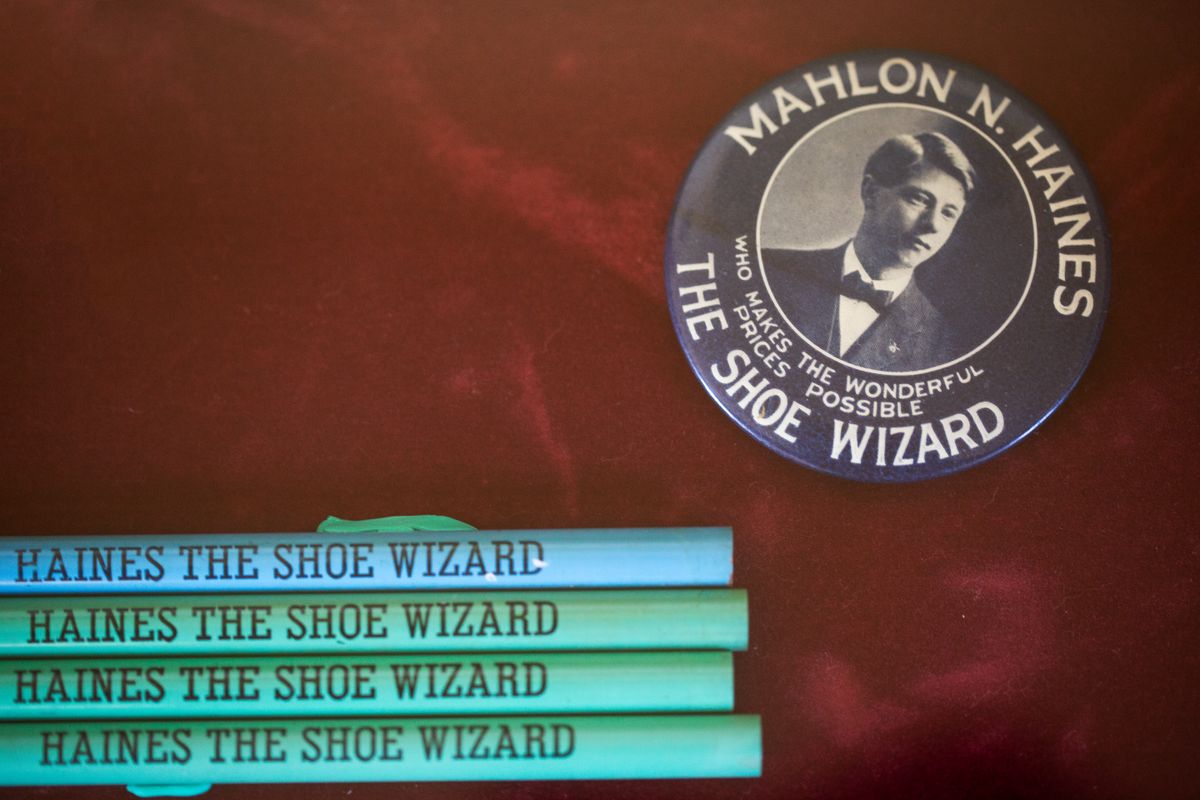 MAHLON N. HAINES
WHO MAKES THE WONDERFUL
PRICES POSSIBLE
THE SHOE WIZARD
HAINES THE SHOE WIZARD
HAINES THE SHOE WIZARD
HAINES THE SHOE WIZARD
HAINES THE SHOE WIZARD